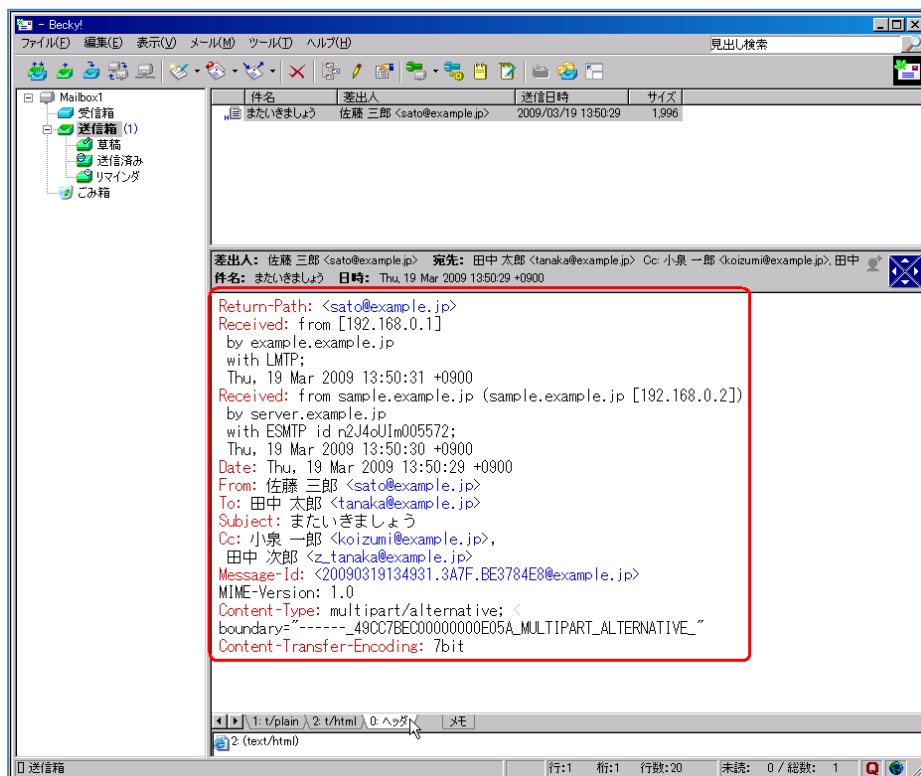 - Becky!
ファイル(F) 編集(E) 表示(V) メール(M) ツール(T) ヘルプ(H)
見出し検索
Mailbox1
受信箱
送信箱 (1)
草稿
送信済み
リマインダ
ごみ箱
件名 差出人 送信日時 サイズ
またいきましょう 佐藤 三郎 <sato@example.jp> 2009/03/19 13:50:29 1,996
差出人: 佐藤 三郎 <sato@example.jp> 宛先: 田中 太郎 <tanaka@example.jp> Cc: 小泉 一郎 <koizumi@example.jp>, 田中
件名: またいきましょう 日時: Thu, 19 Mar 2009 13:50:29 +0900
Return-Path: <sato@example.jp>
Received: from [192.168.0.1]
by example.example.jp
with LMTP;
Thu, 19 Mar 2009 13:50:31 +0900
Received: from sample.example.jp (sample.example.jp [192.168.0.2])
by server.example.jp
with ESMTP id n2J4oUIm005572;
Thu, 19 Mar 2009 13:50:30 +0900
Date: Thu, 19 Mar 2009 13:50:29 +0900
From: 佐藤 三郎 <sato@example.jp>
To: 田中 太郎 <tanaka@example.jp>
Subject: またいきましょう
Cc: 小泉 一郎 <koizumi@example.jp>,
田中 次郎 <z_tanaka@example.jp>
Message-Id: <20090319134931.3A7F.BE3784E8@example.jp>
MIME-Version: 1.0
Content-Type: multipart/alternative; <
boundary="------_49CC7BEC00000000E05A_MULTIPART_ALTERNATIVE_"
Content-Transfer-Encoding: 7bit
1: t/plain 2: t/html 0: ヘッダ メモ
2: (text/html)
送信箱 行:1 桁:1 行数:20 未読: 0 / 総数: 1 Q